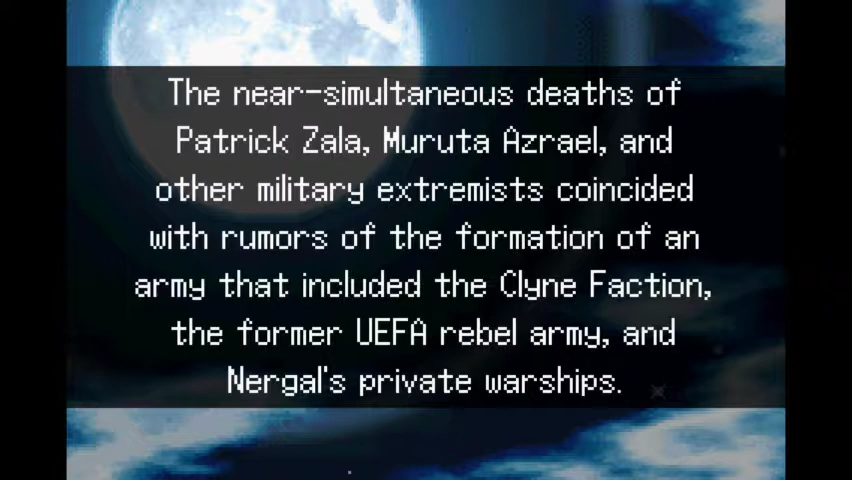 The near-simultaneous deaths of
Patrick Zala, Muruta Azrael, and
other military extremists coincided
with rumors of the formation of an
army that included the Clyne Faction,
the former UEFA rebel army, and
Nergal's private warships.